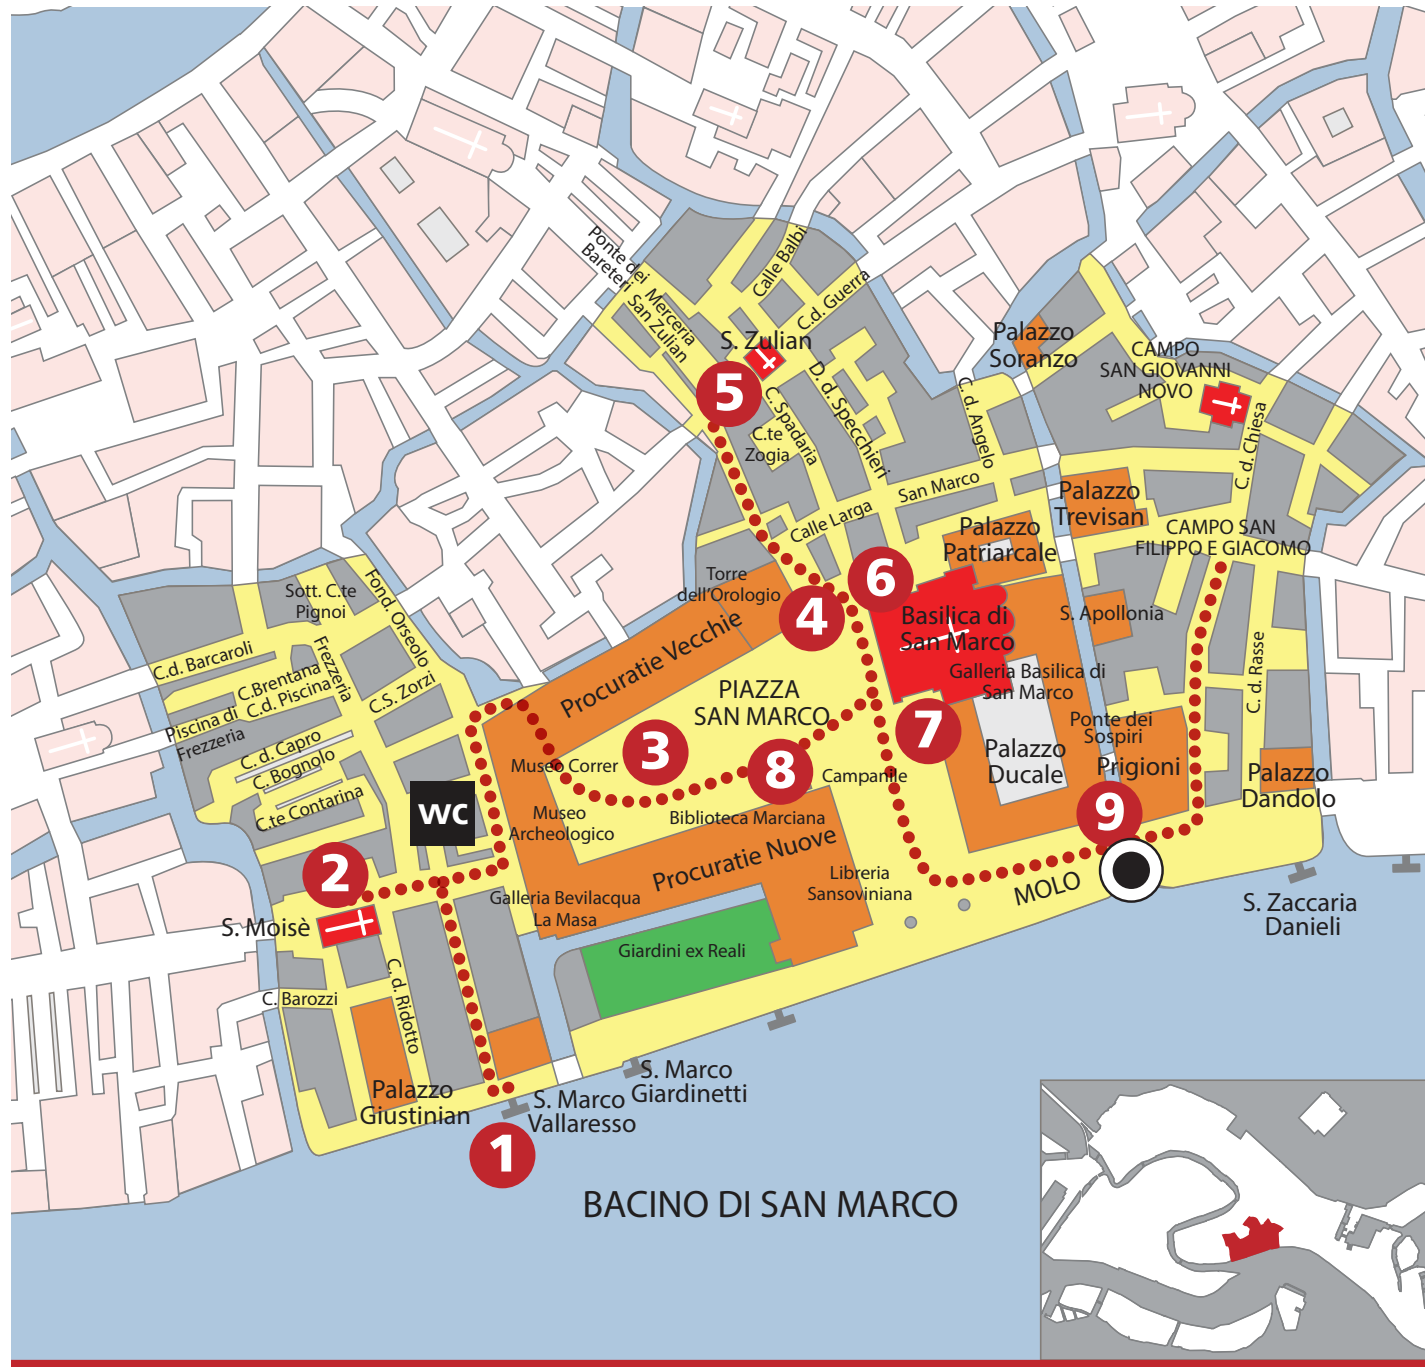 Ponte dei
Bareteri
Merceria
San Zulian
Calle Balbi
C.d. Guerra
S. Zulian
5
C. Spadaria
D. d. Specchieri
C.te
Zogia
Palazzo
Soranzo
CAMPO
SAN GIOVANNI
NOVO
C. d. Angelo
C. d. Chiesa
San Marco
Calle Larga
Palazzo
Trevisan
Palazzo
Patriarcale
CAMPO SAN
FILIPPO E GIACOMO
Sott. C.te
Pignoi
Fond. Orseolo
Torre
dell'Orologio
6
4
Basilica di
San Marco
S. Apollonia
C.d. Barcaroli
Frezzeria
C.Brentana
C.d. Piscina
C.S. Zorzi
Piscina di
Frezzeria
Procuratie Vecchie
PIAZZA
SAN MARCO
Galleria Basilica di
San Marco
C. d. Rasse
C. d. Capro
C. Bognolo
C.te Contarina
Museo Correr
3
8
7
Campanile
Palazzo
Ducale
Ponte dei
Sospiri
Prigioni
Palazzo
Dandolo
WC
Museo
Archeologico
Biblioteca Marciana
9
Procuratie Nuove
2
Galleria Bevilacqua
La Masa
Libreria
Sansoviniana
MOLO
S. Moisè
S. Zaccaria
Danieli
Giardini ex Reali
C. Barozzi
C. d. Ridotto
Palazzo
Giustinian
S. Marco
Giardinetti
S. Marco
Vallaresso
1
BACINO DI SAN MARCO